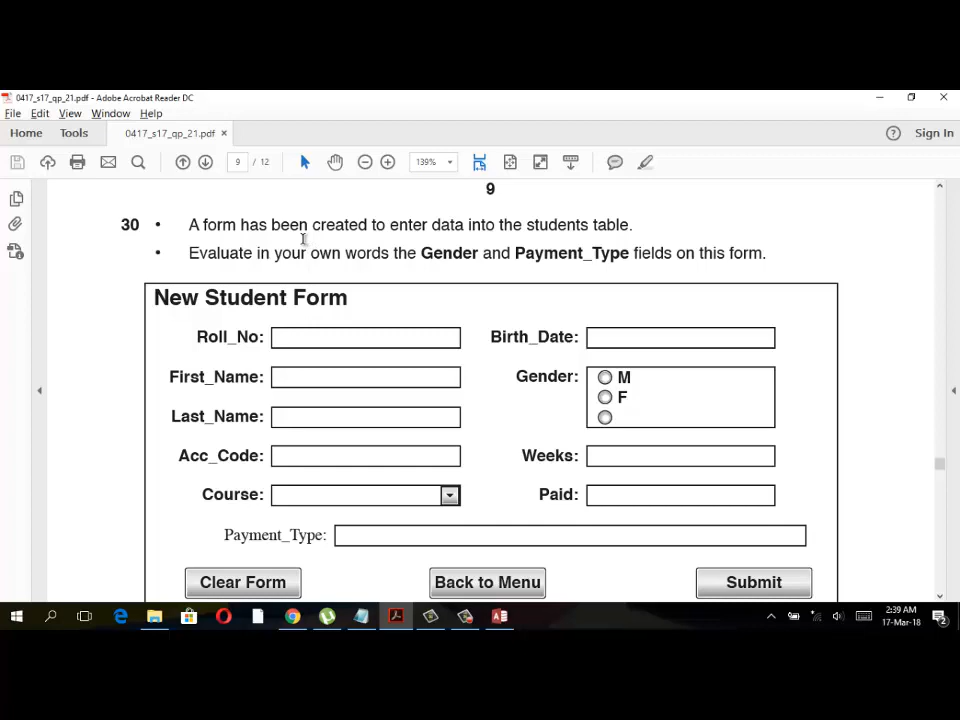 0417_s17_qp_21.pdf - Adobe Acrobat Reader DC
File Edit View Window Help
Home Tools 0417_s17_qp_21.pdf × Sign In
9 / 12 139%
9
30 • A form has been created to enter data into the students table.
• Evaluate in your own words the Gender and Payment_Type fields on this form.
New Student Form
Roll_No: Birth_Date:
First_Name: Gender: M
F
Last_Name:
Acc_Code: Weeks:
Course: Paid:
Payment_Type:
Clear Form Back to Menu Submit
2:39 AM
17-Mar-18
2